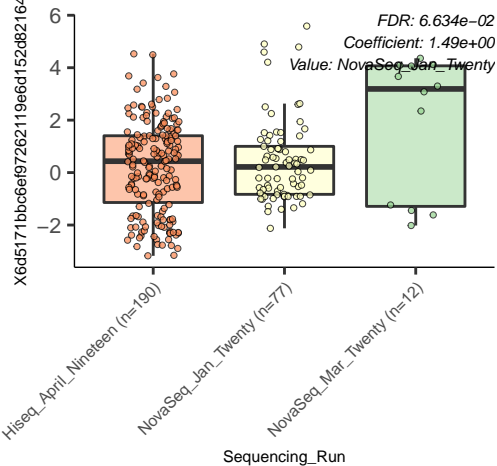 FDR: 6.634e−02
Coefficient: 1.49e+00
Value: NovaSeq_Jan_Twenty
X6d5171bbc6ef97262119e6d152d82164
6
4
2
0
−2
Hiseq_April_Nineteen (n=190)
NovaSeq_Jan_Twenty (n=77)
NovaSeq_Mar_Twenty (n=12)
Sequencing_Run